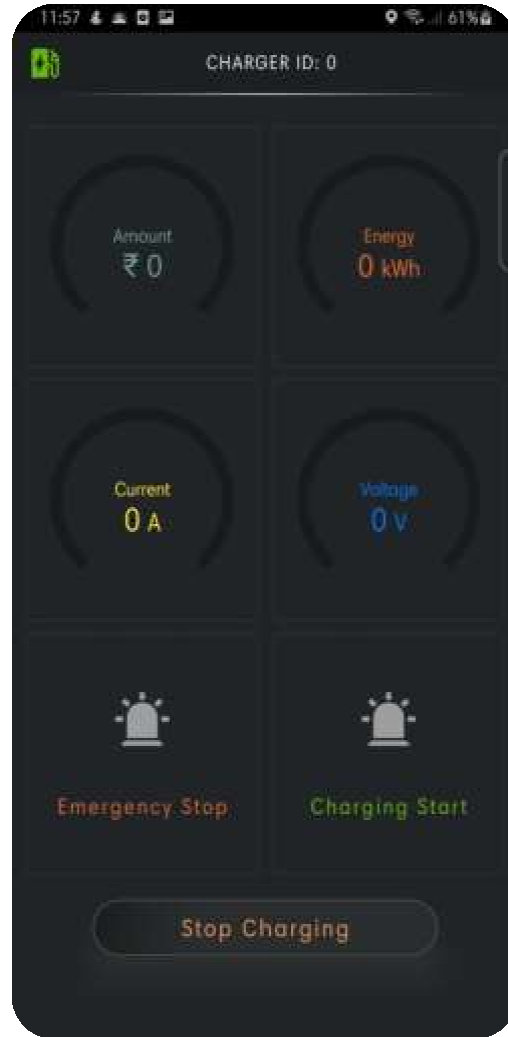 11:57 61%
CHARGER ID: 0
Amount
₹ 0
Energy
0 kWh
Current
0 A
Voltage
0 V
Emergency Stop
Charging Start
Stop Charging